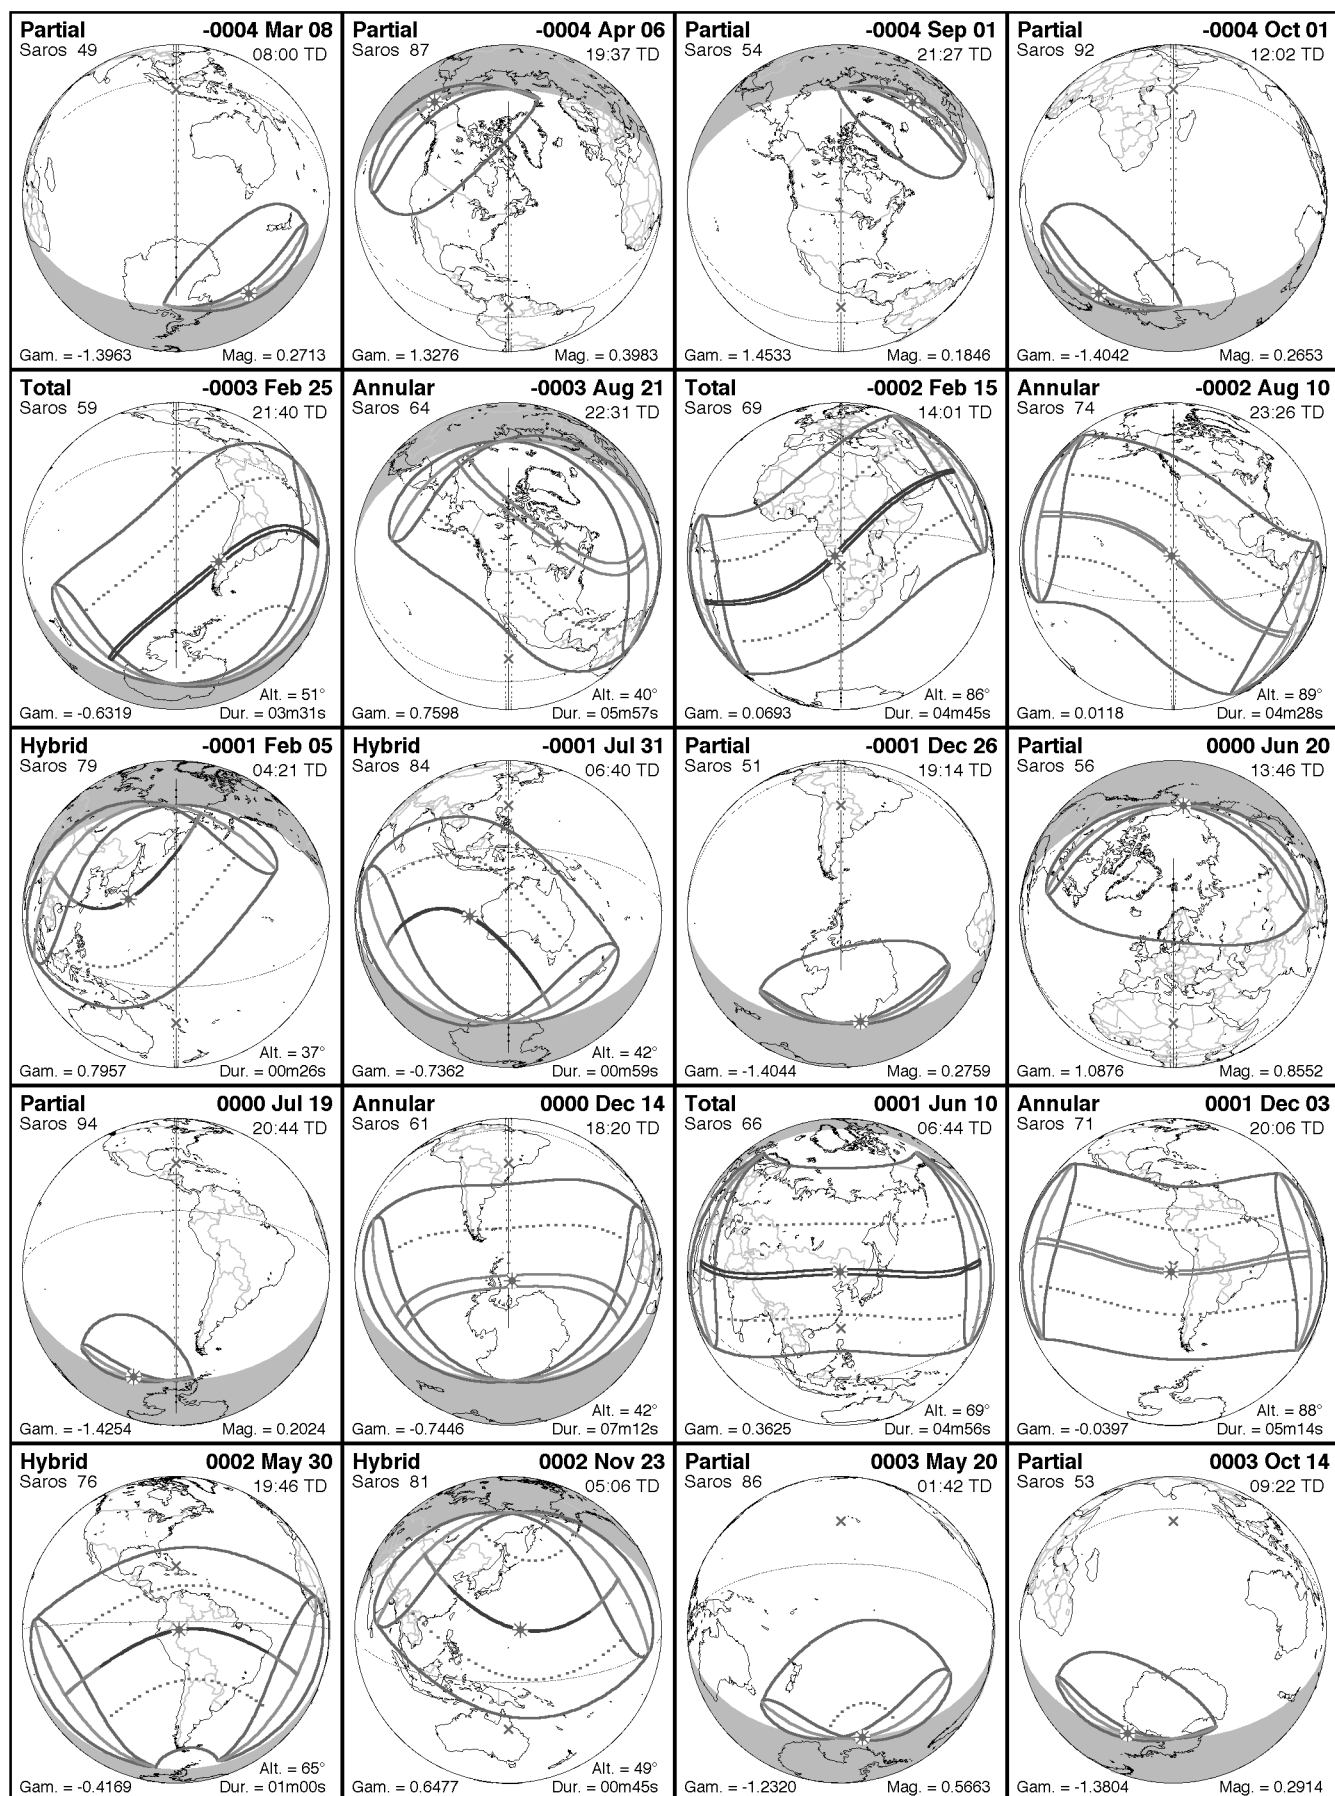 Partial -0004 Mar 08
Saros 49 08:00 TD
Gam. = -1.3963 Mag. = 0.2713
Partial -0004 Apr 06
Saros 87 19:37 TD
Gam. = 1.3276 Mag. = 0.3983
Partial -0004 Sep 01
Saros 54 21:27 TD
Gam. = 1.4533 Mag. = 0.1846
Partial -0004 Oct 01
Saros 92 12:02 TD
Gam. = -1.4042 Mag. = 0.2653
Total -0003 Feb 25
Saros 59 21:40 TD
Alt. = 51°
Gam. = -0.6319 Dur. = 03m31s
Annular -0003 Aug 21
Saros 64 22:31 TD
Alt. = 40°
Gam. = 0.7598 Dur. = 05m57s
Total -0002 Feb 15
Saros 69 14:01 TD
Alt. = 86°
Gam. = 0.0693 Dur. = 04m45s
Annular -0002 Aug 10
Saros 74 23:26 TD
Alt. = 89°
Gam. = 0.0118 Dur. = 04m28s
Hybrid -0001 Feb 05
Saros 79 04:21 TD
Alt. = 37°
Gam. = 0.7957 Dur. = 00m26s
Hybrid -0001 Jul 31
Saros 84 06:40 TD
Alt. = 42°
Gam. = -0.7362 Dur. = 00m59s
Partial -0001 Dec 26
Saros 51 19:14 TD
Gam. = -1.4044 Mag. = 0.2759
Partial 0000 Jun 20
Saros 56 13:46 TD
Gam. = 1.0876 Mag. = 0.8552
Partial 0000 Jul 19
Saros 94 20:44 TD
Gam. = -1.4254 Mag. = 0.2024
Annular 0000 Dec 14
Saros 61 18:20 TD
Alt. = 42°
Gam. = -0.7446 Dur. = 07m12s
Total 0001 Jun 10
Saros 66 06:44 TD
Alt. = 69°
Gam. = 0.3625 Dur. = 04m56s
Annular 0001 Dec 03
Saros 71 20:06 TD
Alt. = 88°
Gam. = -0.0397 Dur. = 05m14s
Hybrid 0002 May 30
Saros 76 19:46 TD
Alt. = 65°
Gam. = -0.4169 Dur. = 01m00s
Hybrid 0002 Nov 23
Saros 81 05:06 TD
Alt. = 49°
Gam. = 0.6477 Dur. = 00m45s
Partial 0003 May 20
Saros 86 01:42 TD
Gam. = -1.2320 Mag. = 0.5663
Partial 0003 Oct 14
Saros 53 09:22 TD
Gam. = -1.3804 Mag. = 0.2914